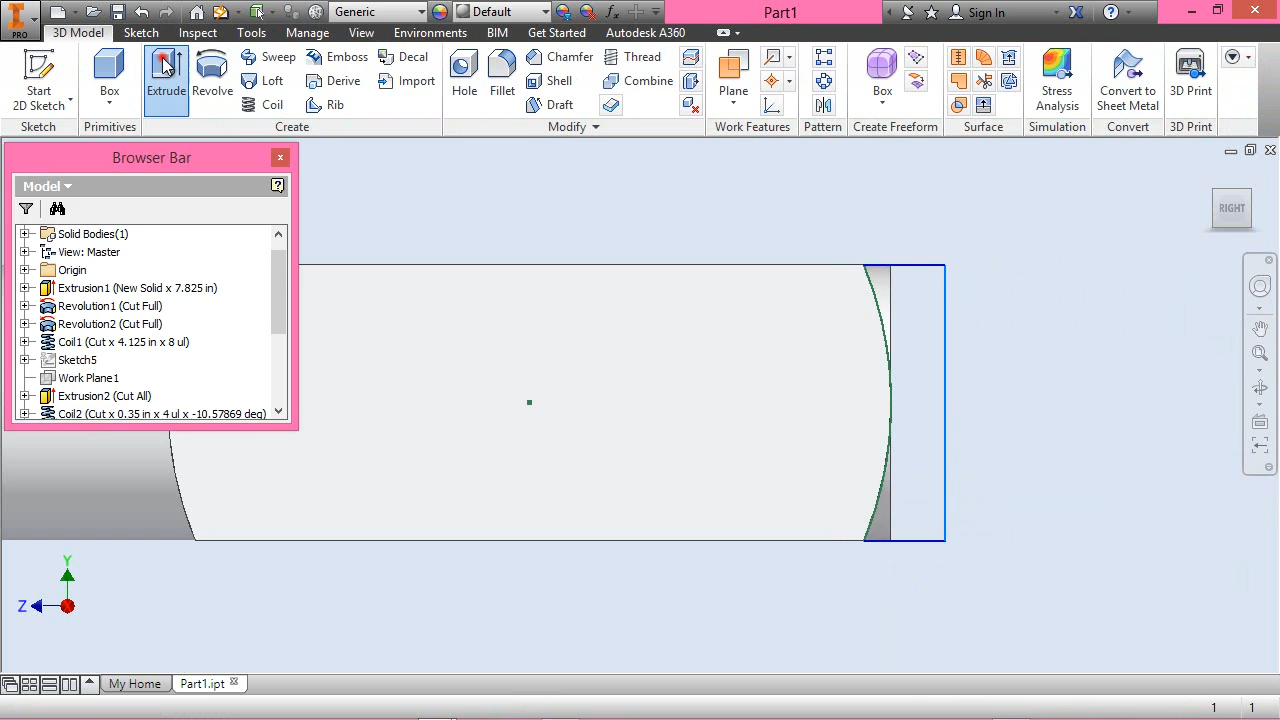 PRO
Generic
Default
fx
Part1
Sign In
3D Model
Sketch
Inspect
Tools
Manage
View
Environments
BIM
Get Started
Autodesk A360
Start
2D Sketch
Box
Extrude
Revolve
Sweep
Loft
Coil
Embos
Derive
Rib
Decal
Import
Hole
Fillet
Chamfer
Shell
Draft
Thread
Combine
Plane
Box
Stress
Analysis
Convert to
Sheet Metal
3D Print
Sketch
Primitives
Create
Modify
Work Features
Pattern
Create Freeform
Surface
Simulation
Convert
3D Print
Browser Bar
Model
Solid Bodies(1)
View: Master
Origin
Extrusion1 (New Solid x 7.825 in)
Revolution1 (Cut Full)
Revolution2 (Cut Full)
Coil1 (Cut x 4.125 in x 8 ul)
Sketch5
Work Plane1
Extrusion2 (Cut All)
Coil2 (Cut x 0.35 in x 4 ul x -10.57869 deg)
RIGHT
Y
Z
X
My Home
Part1.ipt
1 1